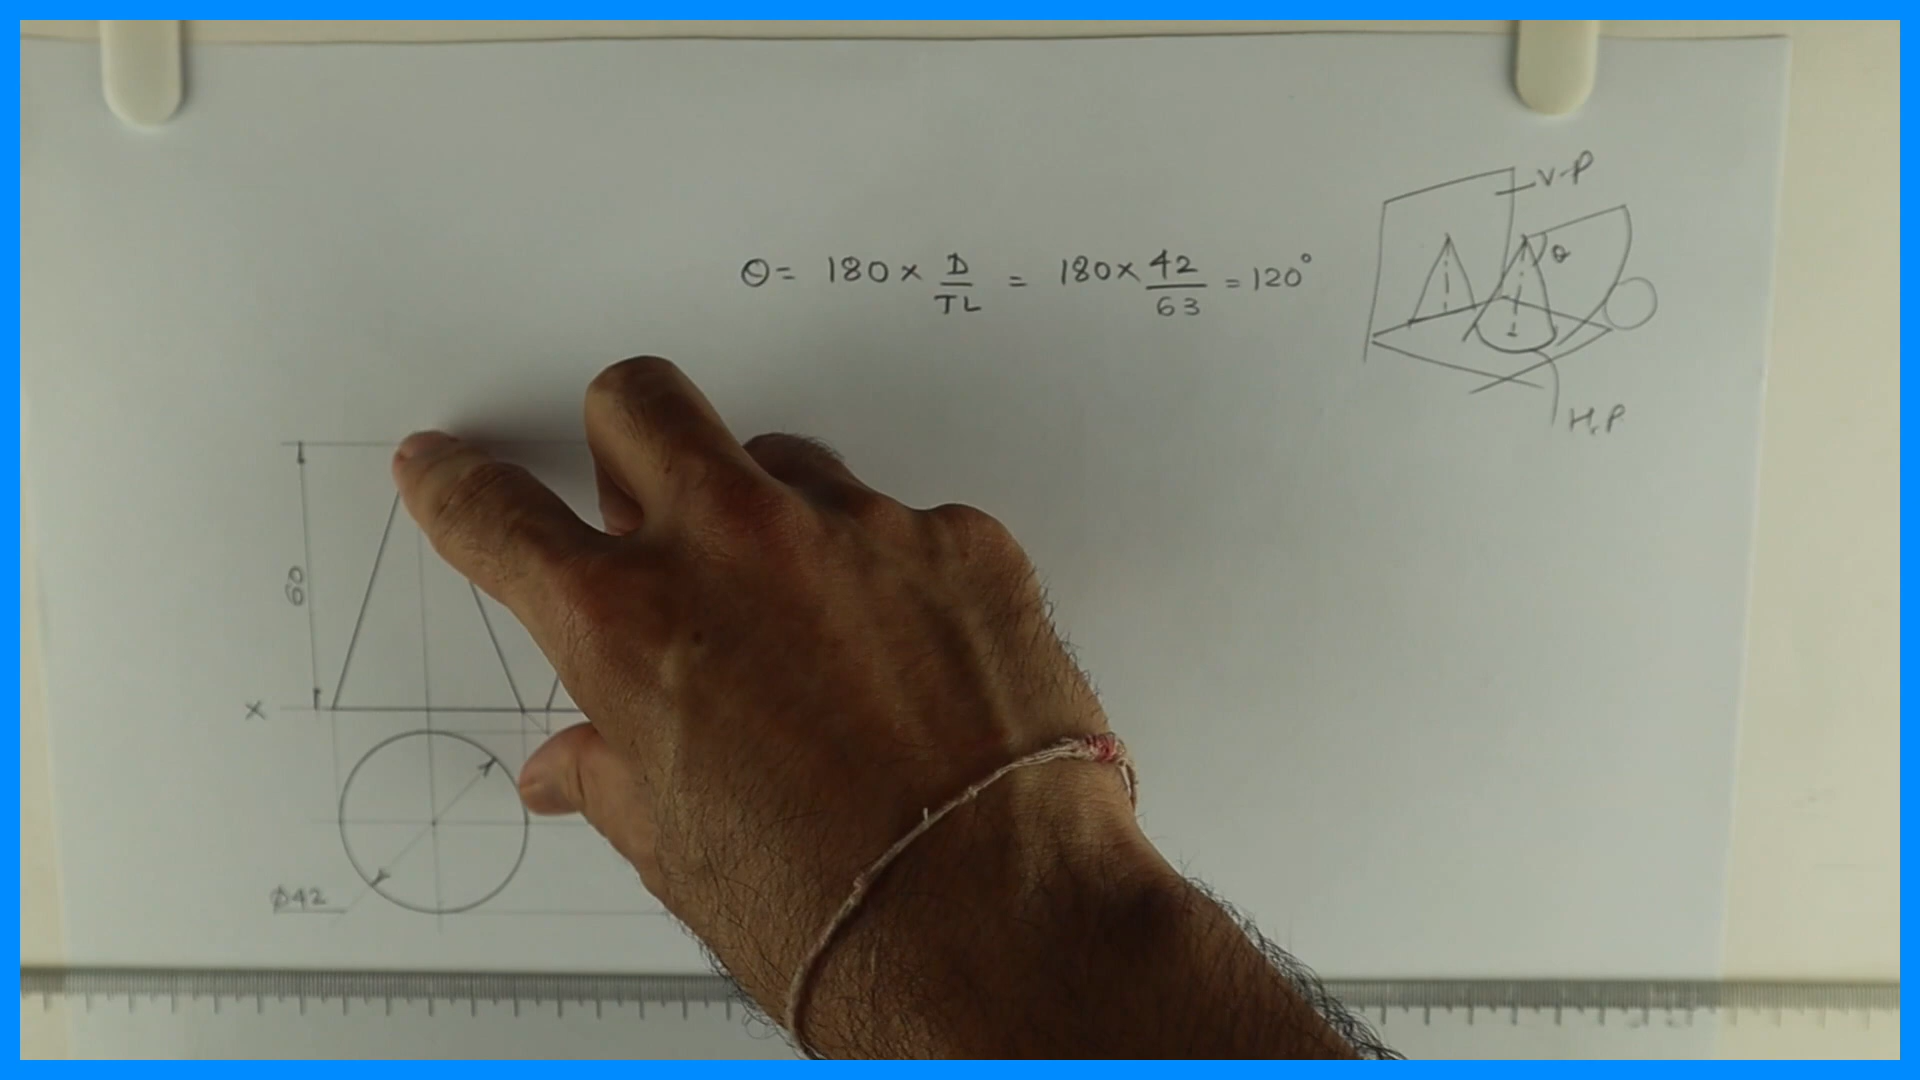 V.P
θ = 180 × D/TL = 180 × 42/63 = 120°
θ
H.P
60
X
ø42